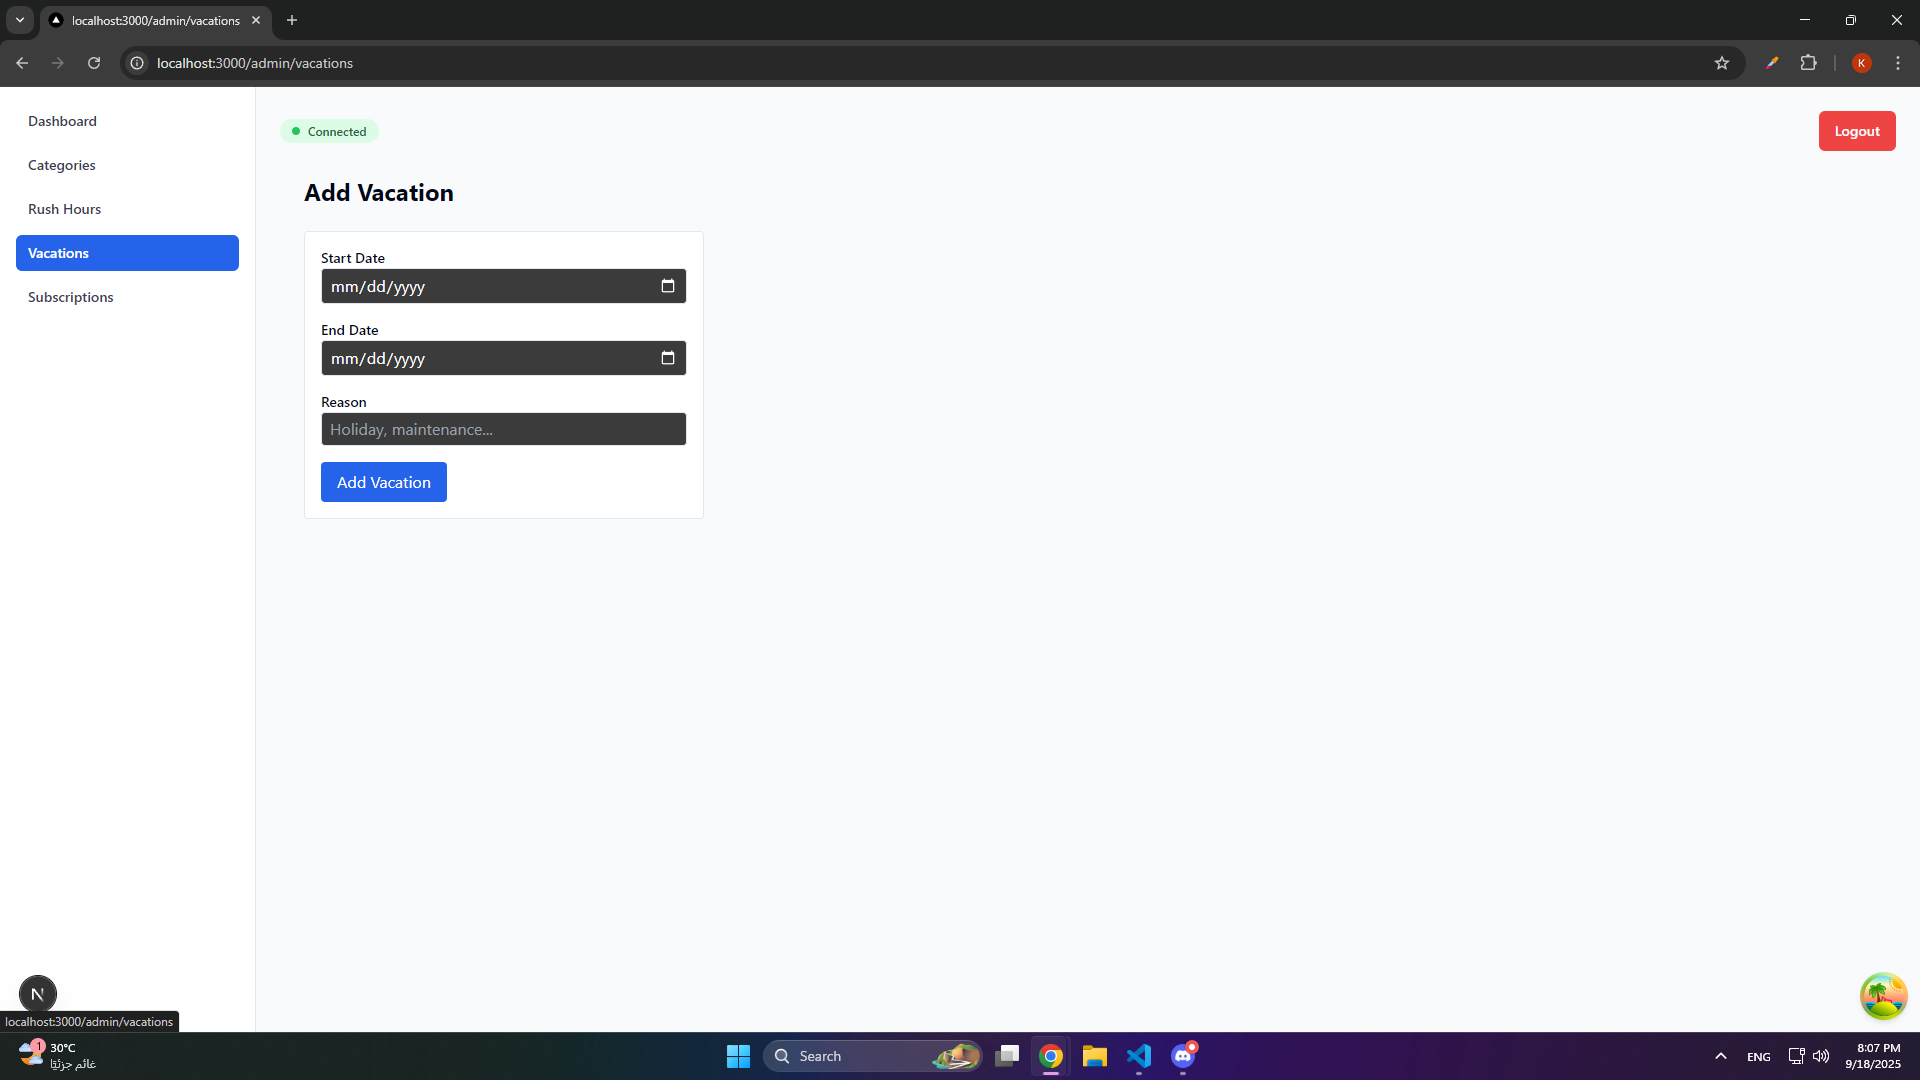 localhost:3000/admin/vacations
localhost:3000/admin/vacations
K
Dashboard
Categories
Rush Hours
Vacations
Subscriptions
Connected
Logout
Add Vacation
Start Date
mm/dd/yyyy
End Date
mm/dd/yyyy
Reason
Holiday, maintenance...
Add Vacation
N
localhost:3000/admin/vacations
1
30°C
غائم جزئيًا
Search
ENG
8:07 PM
9/18/2025